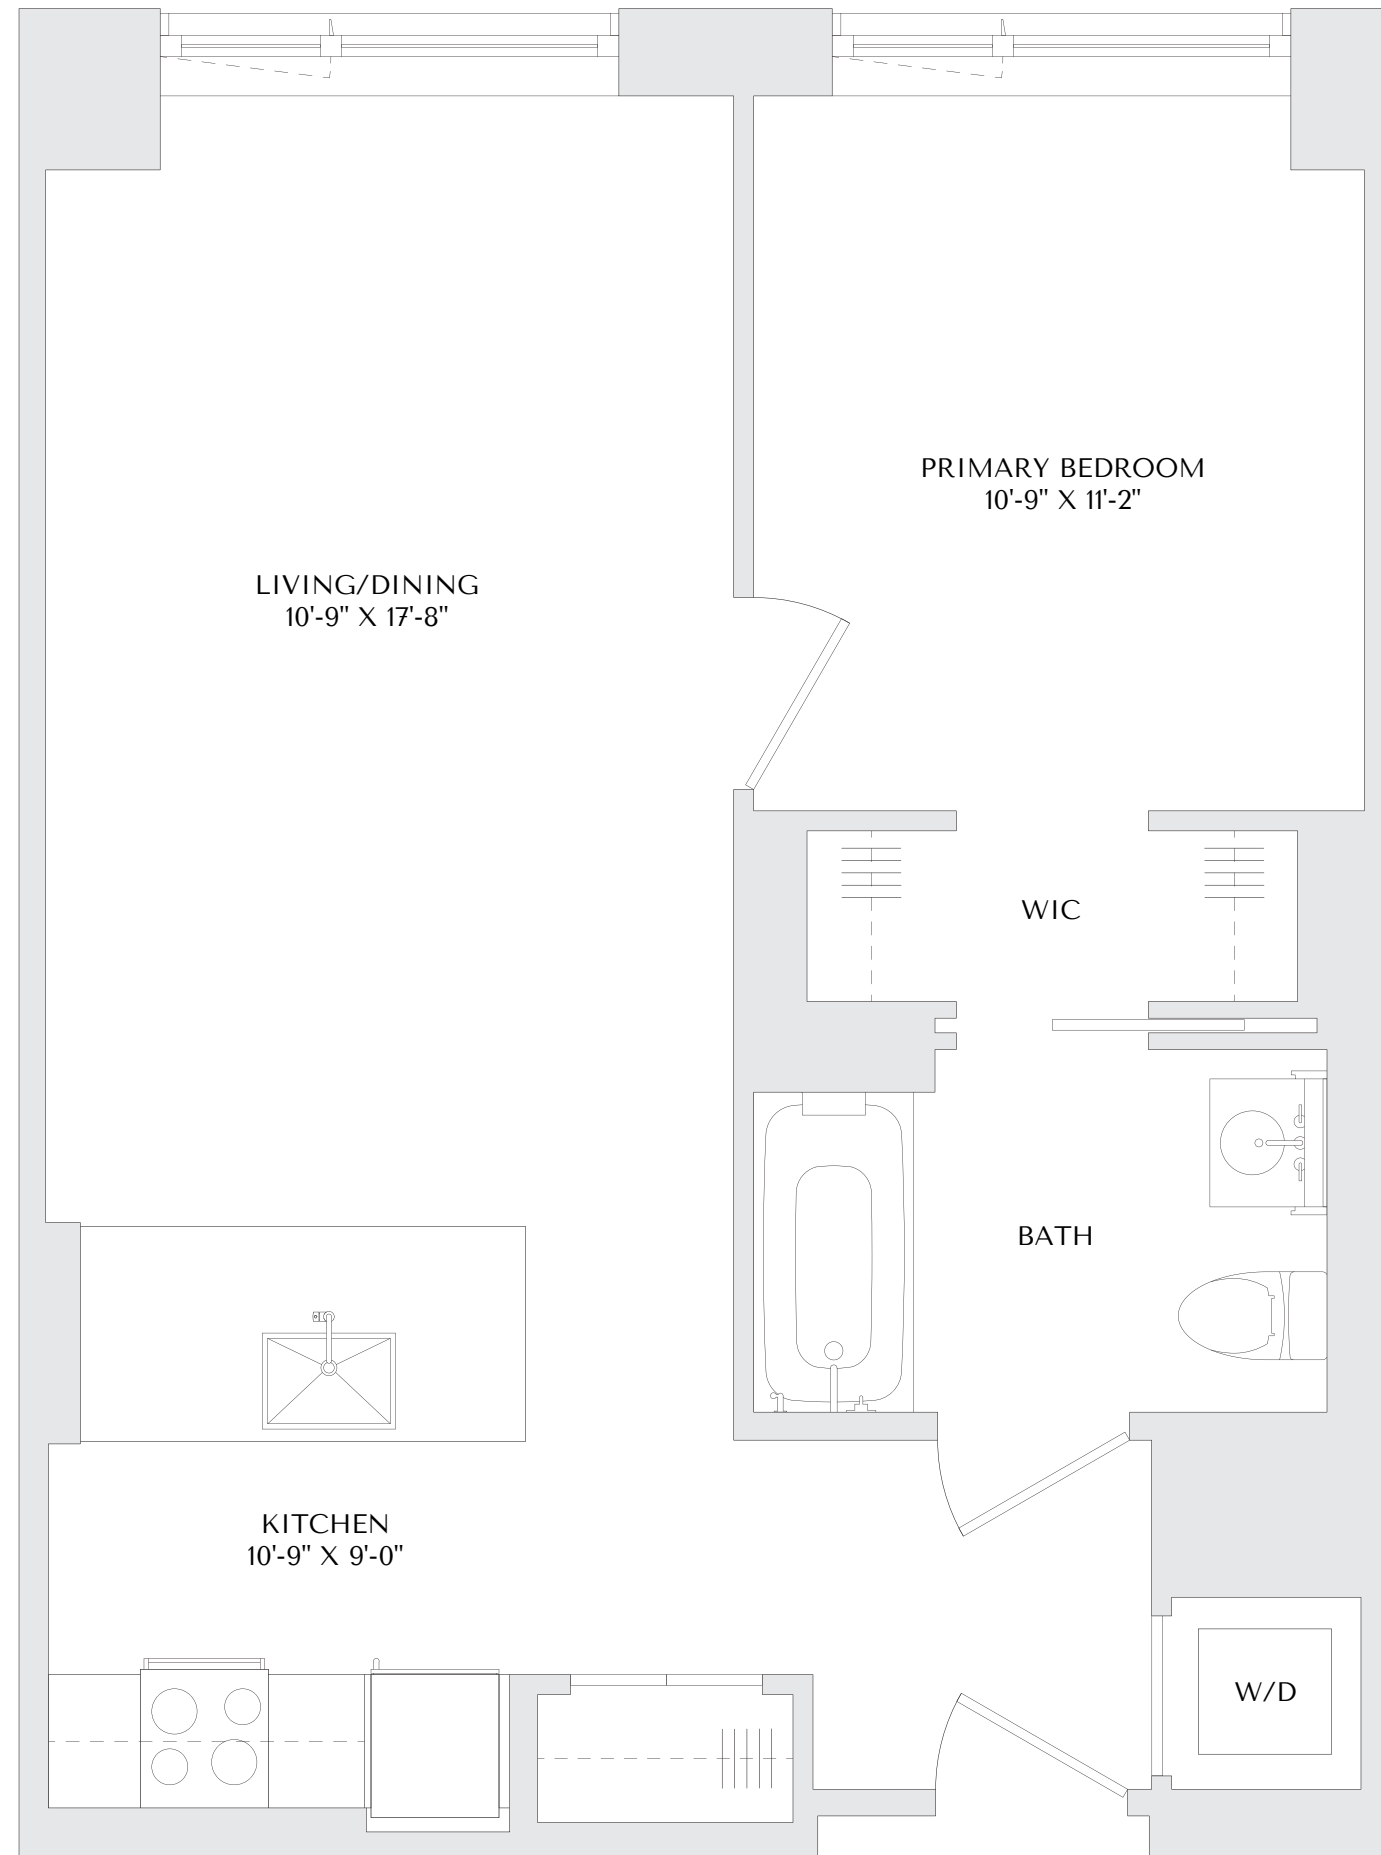 PRIMARY BEDROOM
10'-9" X 11'-2"
LIVING/DINING
10'-9" X 17'-8"
WIC
BATH
KITCHEN
10'-9" X 9'-0"
W/D